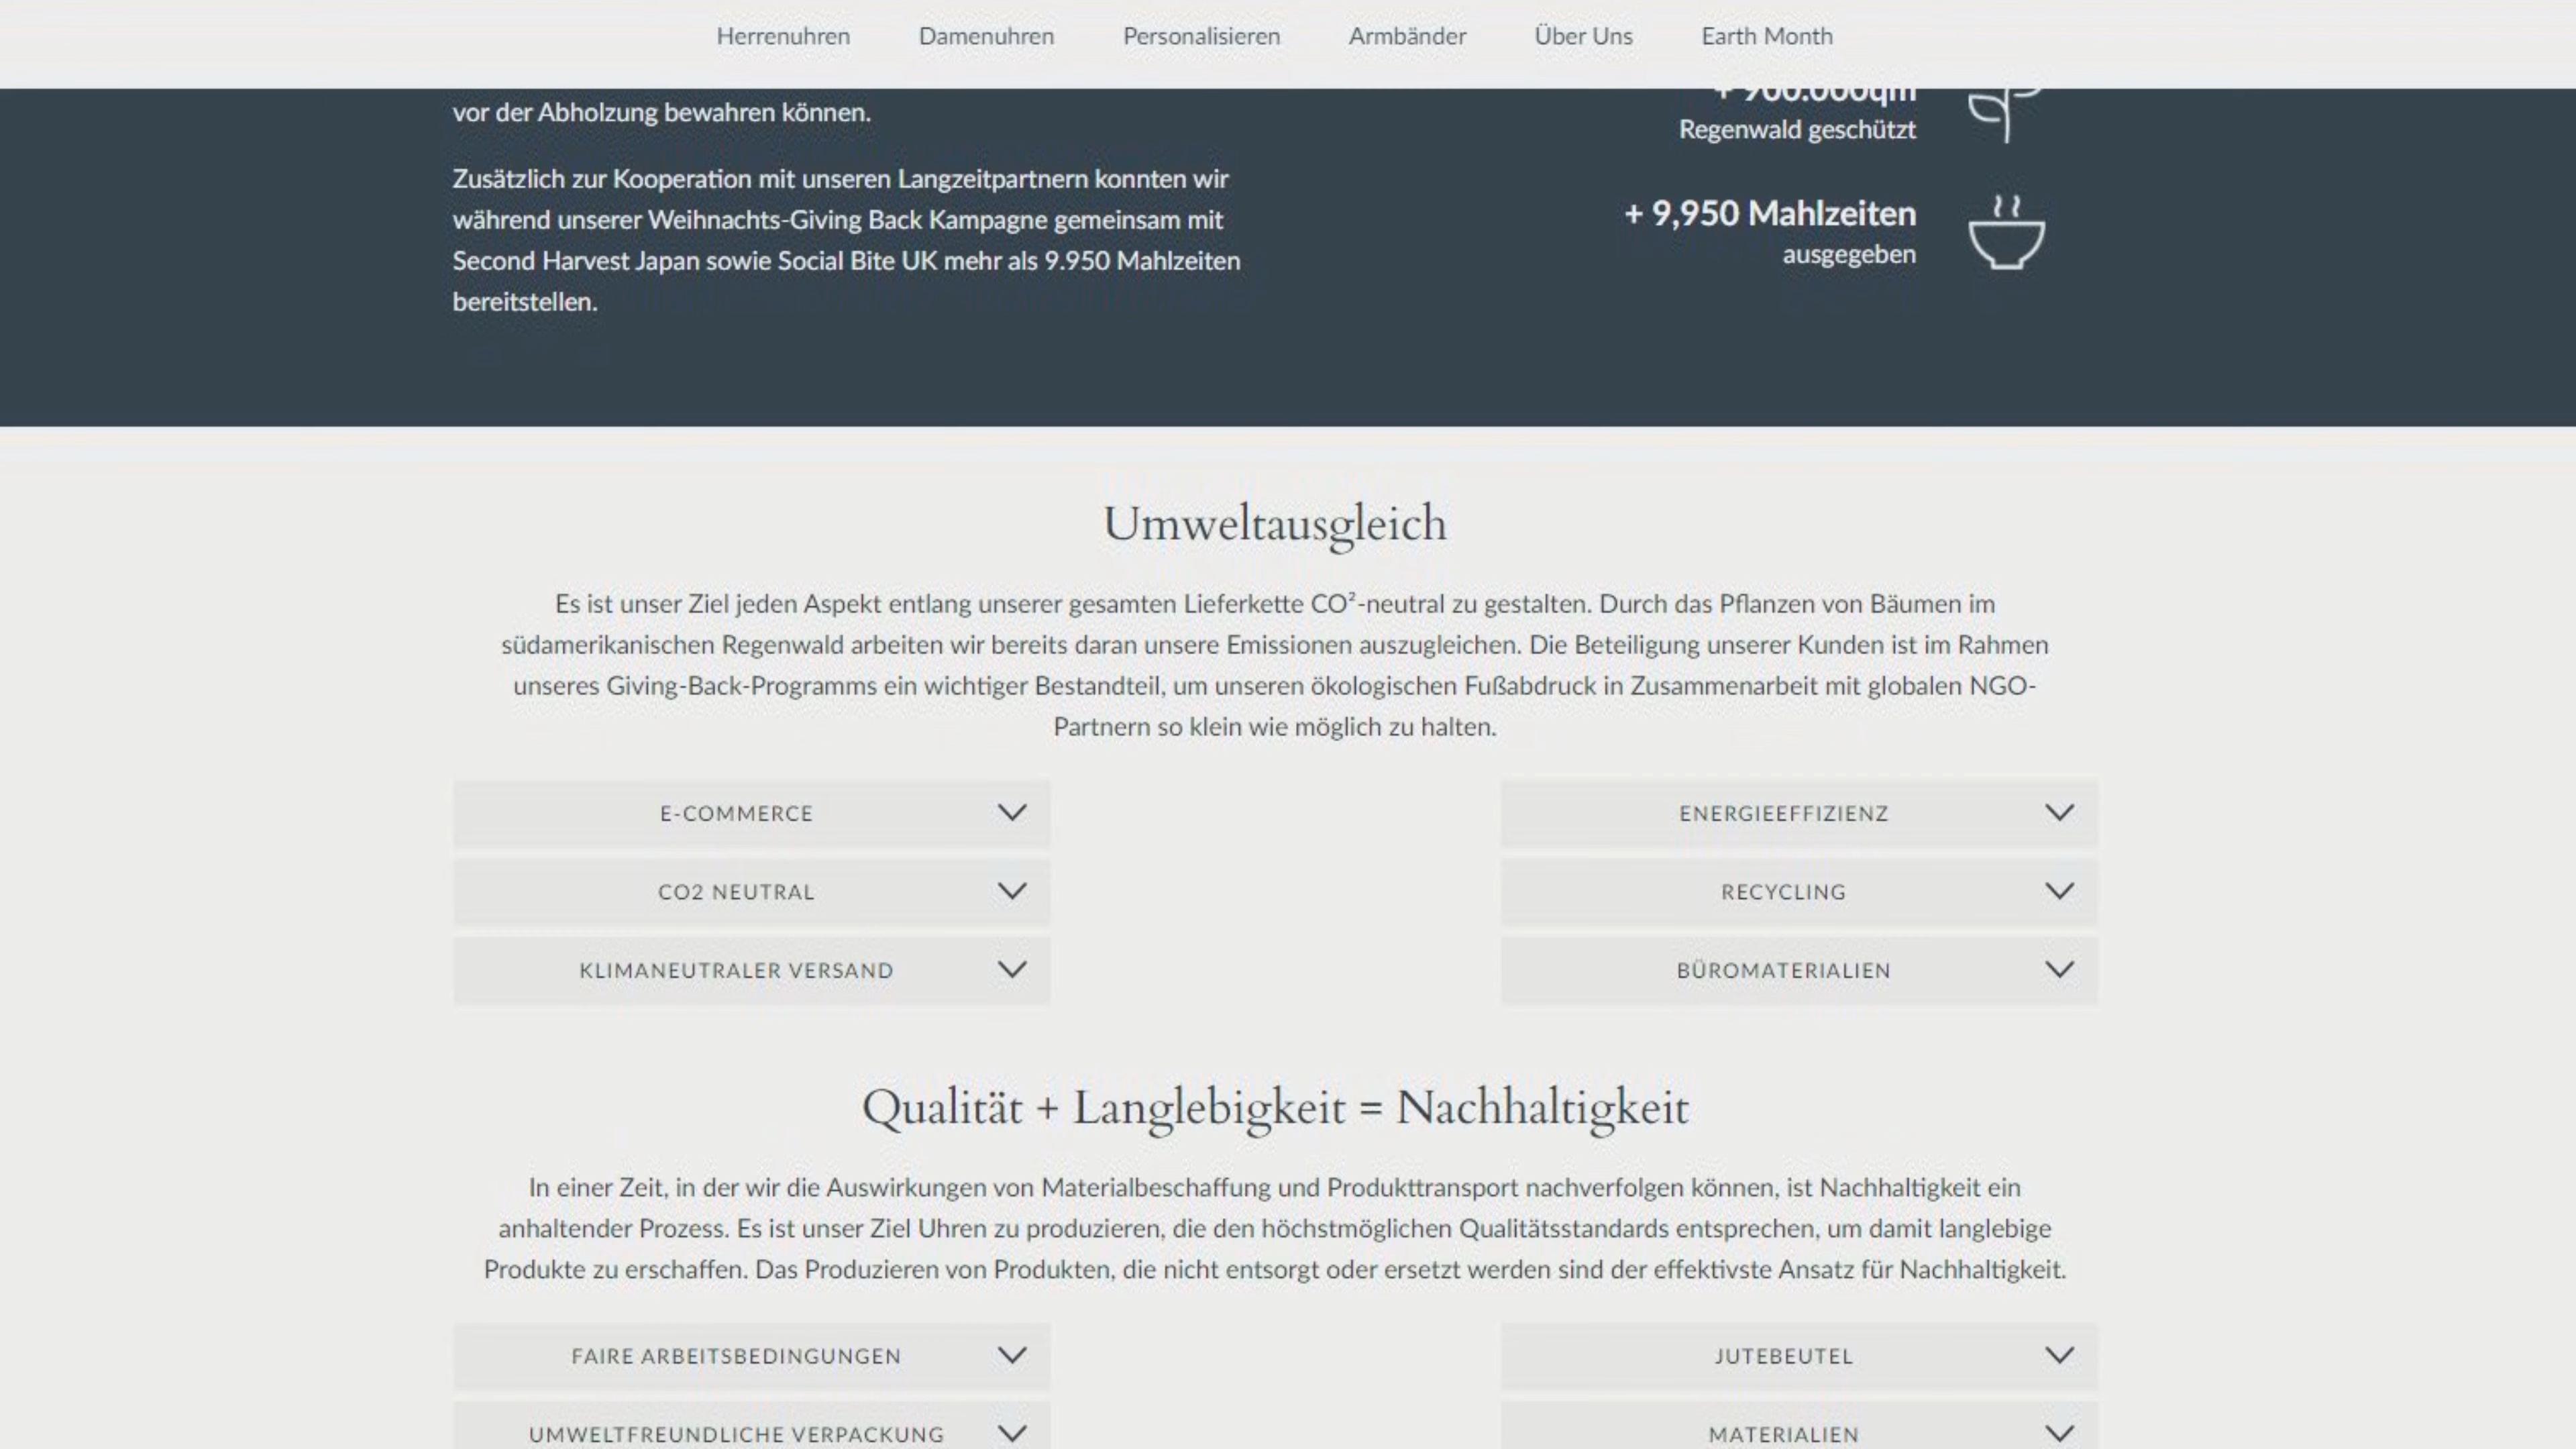 Herrenuhren Damenuhren Personalisieren Armbänder Über Uns Earth Month
vor der Abholzung bewahren können.
Zusätzlich zur Kooperation mit unseren Langzeitpartnern konnten wir
während unserer Weihnachts-Giving Back Kampagne gemeinsam mit
Second Harvest Japan sowie Social Bite UK mehr als 9.950 Mahlzeiten
bereitstellen.
+ 900.000qm
Regenwald geschützt
+ 9,950 Mahlzeiten
ausgegeben
Umweltausgleich
Es ist unser Ziel jeden Aspekt entlang unserer gesamten Lieferkette CO²-neutral zu gestalten. Durch das Pflanzen von Bäumen im
südamerikanischen Regenwald arbeiten wir bereits daran unsere Emissionen auszugleichen. Die Beteiligung unserer Kunden ist im Rahmen
unseres Giving-Back-Programms ein wichtiger Bestandteil, um unseren ökologischen Fußabdruck in Zusammenarbeit mit globalen NGO-
Partnern so klein wie möglich zu halten.
E-COMMERCE
ENERGIEEFFIZIENZ
CO2 NEUTRAL
RECYCLING
KLIMANEUTRALER VERSAND
BÜROMATERIALIEN
Qualität + Langlebigkeit = Nachhaltigkeit
In einer Zeit, in der wir die Auswirkungen von Materialbeschaffung und Produkttransport nachverfolgen können, ist Nachhaltigkeit ein
anhaltender Prozess. Es ist unser Ziel Uhren zu produzieren, die den höchstmöglichen Qualitätsstandards entsprechen, um damit langlebige
Produkte zu erschaffen. Das Produzieren von Produkten, die nicht entsorgt oder ersetzt werden sind der effektivste Ansatz für Nachhaltigkeit.
FAIRE ARBEITSBEDINGUNGEN
JUTEBEUTEL
UMWELTFREUNDLICHE VERPACKUNG
MATERIALIEN